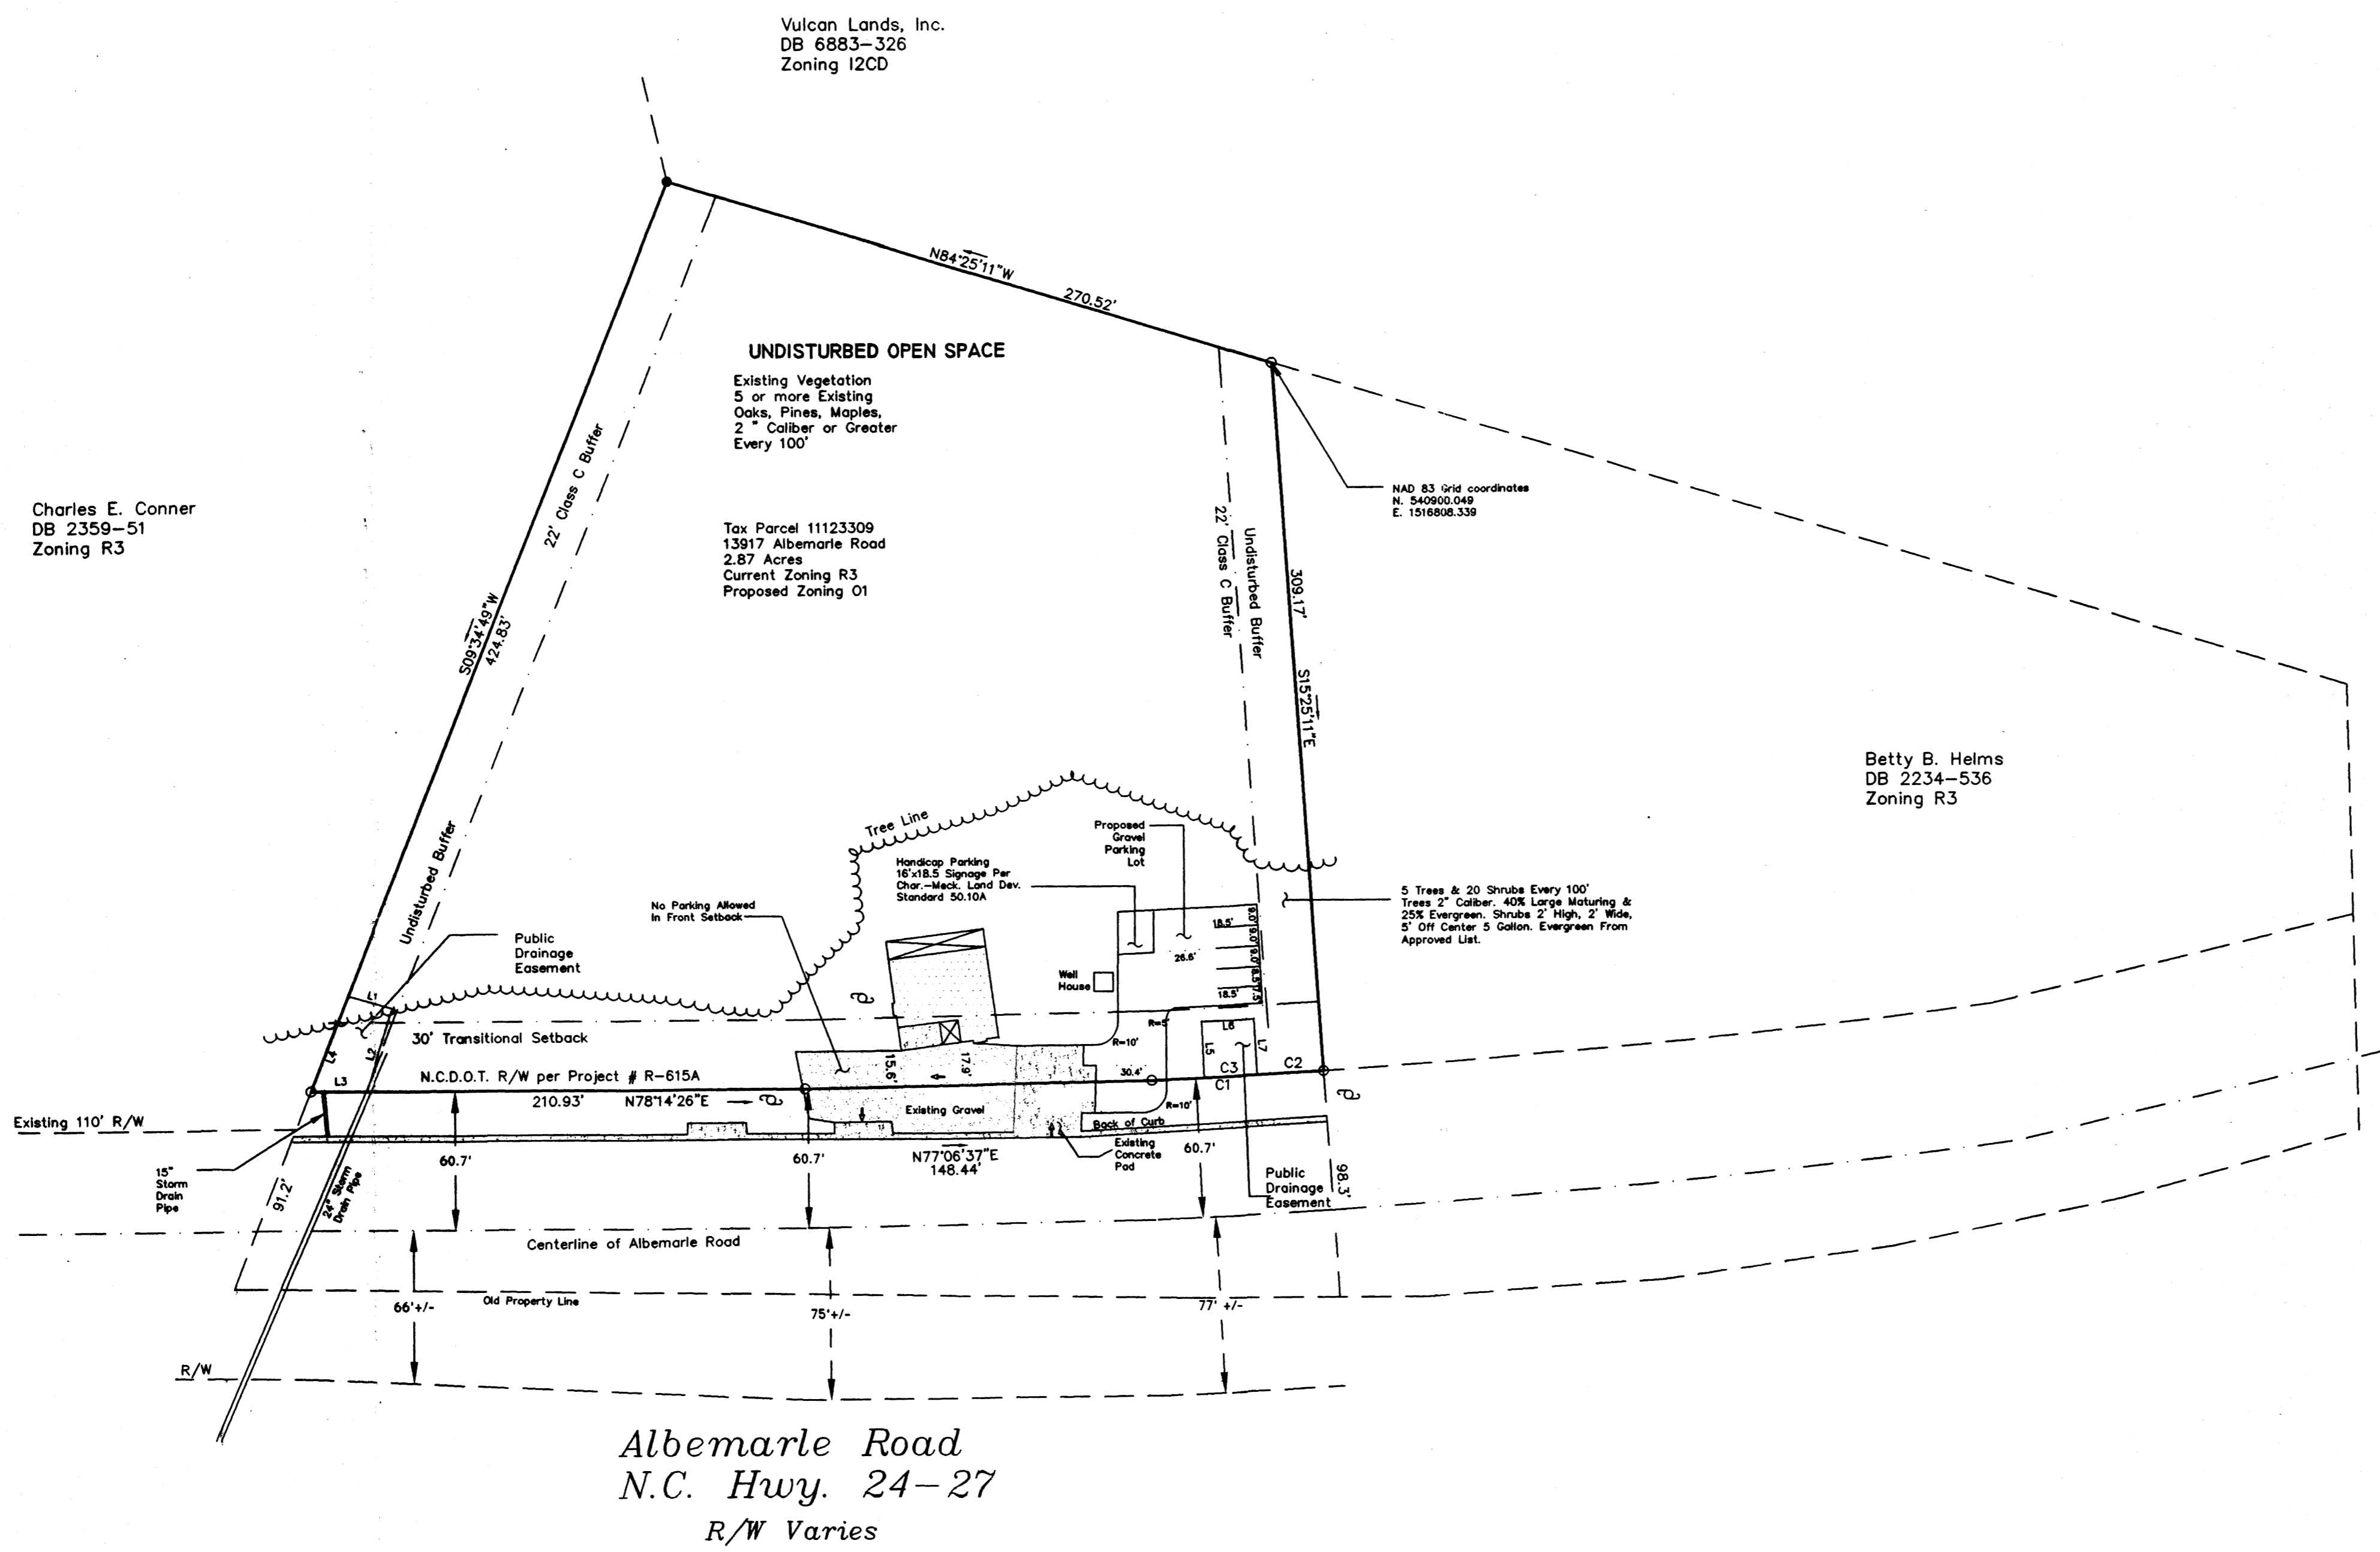 Vulcan Lands, Inc.
DB 6883-326
Zoning I2CD
N84°25'11"W
270.52'
UNDISTURBED OPEN SPACE
Existing Vegetation
5 or more Existing
Oaks, Pines, Maples,
2 " Caliber or Greater
Every 100'
22' Class C Buffer
Undisturbed Buffer
Charles E. Conner
DB 2359-51
Zoning R3
Tax Parcel 11123309
13917 Albemarle Road
2.87 Acres
Current Zoning R3
Proposed Zoning O1
S09°34'49"W
424.83'
22' Class C Buffer
Undisturbed Buffer
NAD 83 Grid coordinates
N. 540900.049
E. 1516808.339
309.17'
S15°25'11"E
Betty B. Helms
DB 2234-536
Zoning R3
Tree Line
Proposed
Gravel
Parking
Lot
Handicap Parking
16'x18.5 Signage Per
Char.-Meck. Land Dev.
Standard 50.10A
No Parking Allowed
In Front Setback
5 Trees & 20 Shrubs Every 100'
Trees 2" Caliber. 40% Large Maturing &
25% Evergreen. Shrubs 2' High, 2' Wide,
5' Off Center 5 Gallon. Evergreen From
Approved List.
Public
Drainage
Easement
18.5'
9.0'
9.0'
9.0'
8.5'
7.5'
26.6'
18.5'
Well
House
L1
L2
L4
L3
30' Transitional Setback
R=5'
R=10'
L6
L5
L7
15.6'
17.9'
30.4'
C3
C2
C1
N.C.D.O.T. R/W per Project # R-615A
210.93'
N78°14'26"E
Existing Gravel
R=10'
Back of Curb
Existing 110' R/W
15"
Storm
Drain
Pipe
24" Storm
Drain Pipe
91.2'
60.7'
60.7'
N77°06'37"E
148.44'
Existing
Concrete
Pad
60.7'
Public
Drainage
Easement
98.3'
Centerline of Albemarle Road
Old Property Line
66'+/-
75'+/-
77' +/-
R/W
Albemarle Road
N.C. Hwy. 24-27
R/W Varies